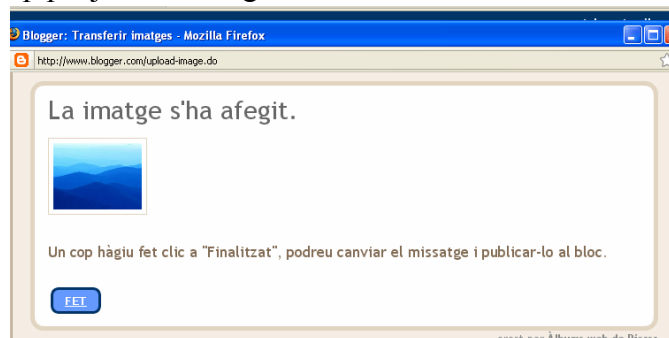 Blogger: Transferir imatges - Mozilla Firefox
http://www.blogger.com/upload-image.do
La imatge s'ha afegit.
Un cop hàgiu fet clic a "Finalitzat", podreu canviar el missatge i publicar-lo al bloc.
FET